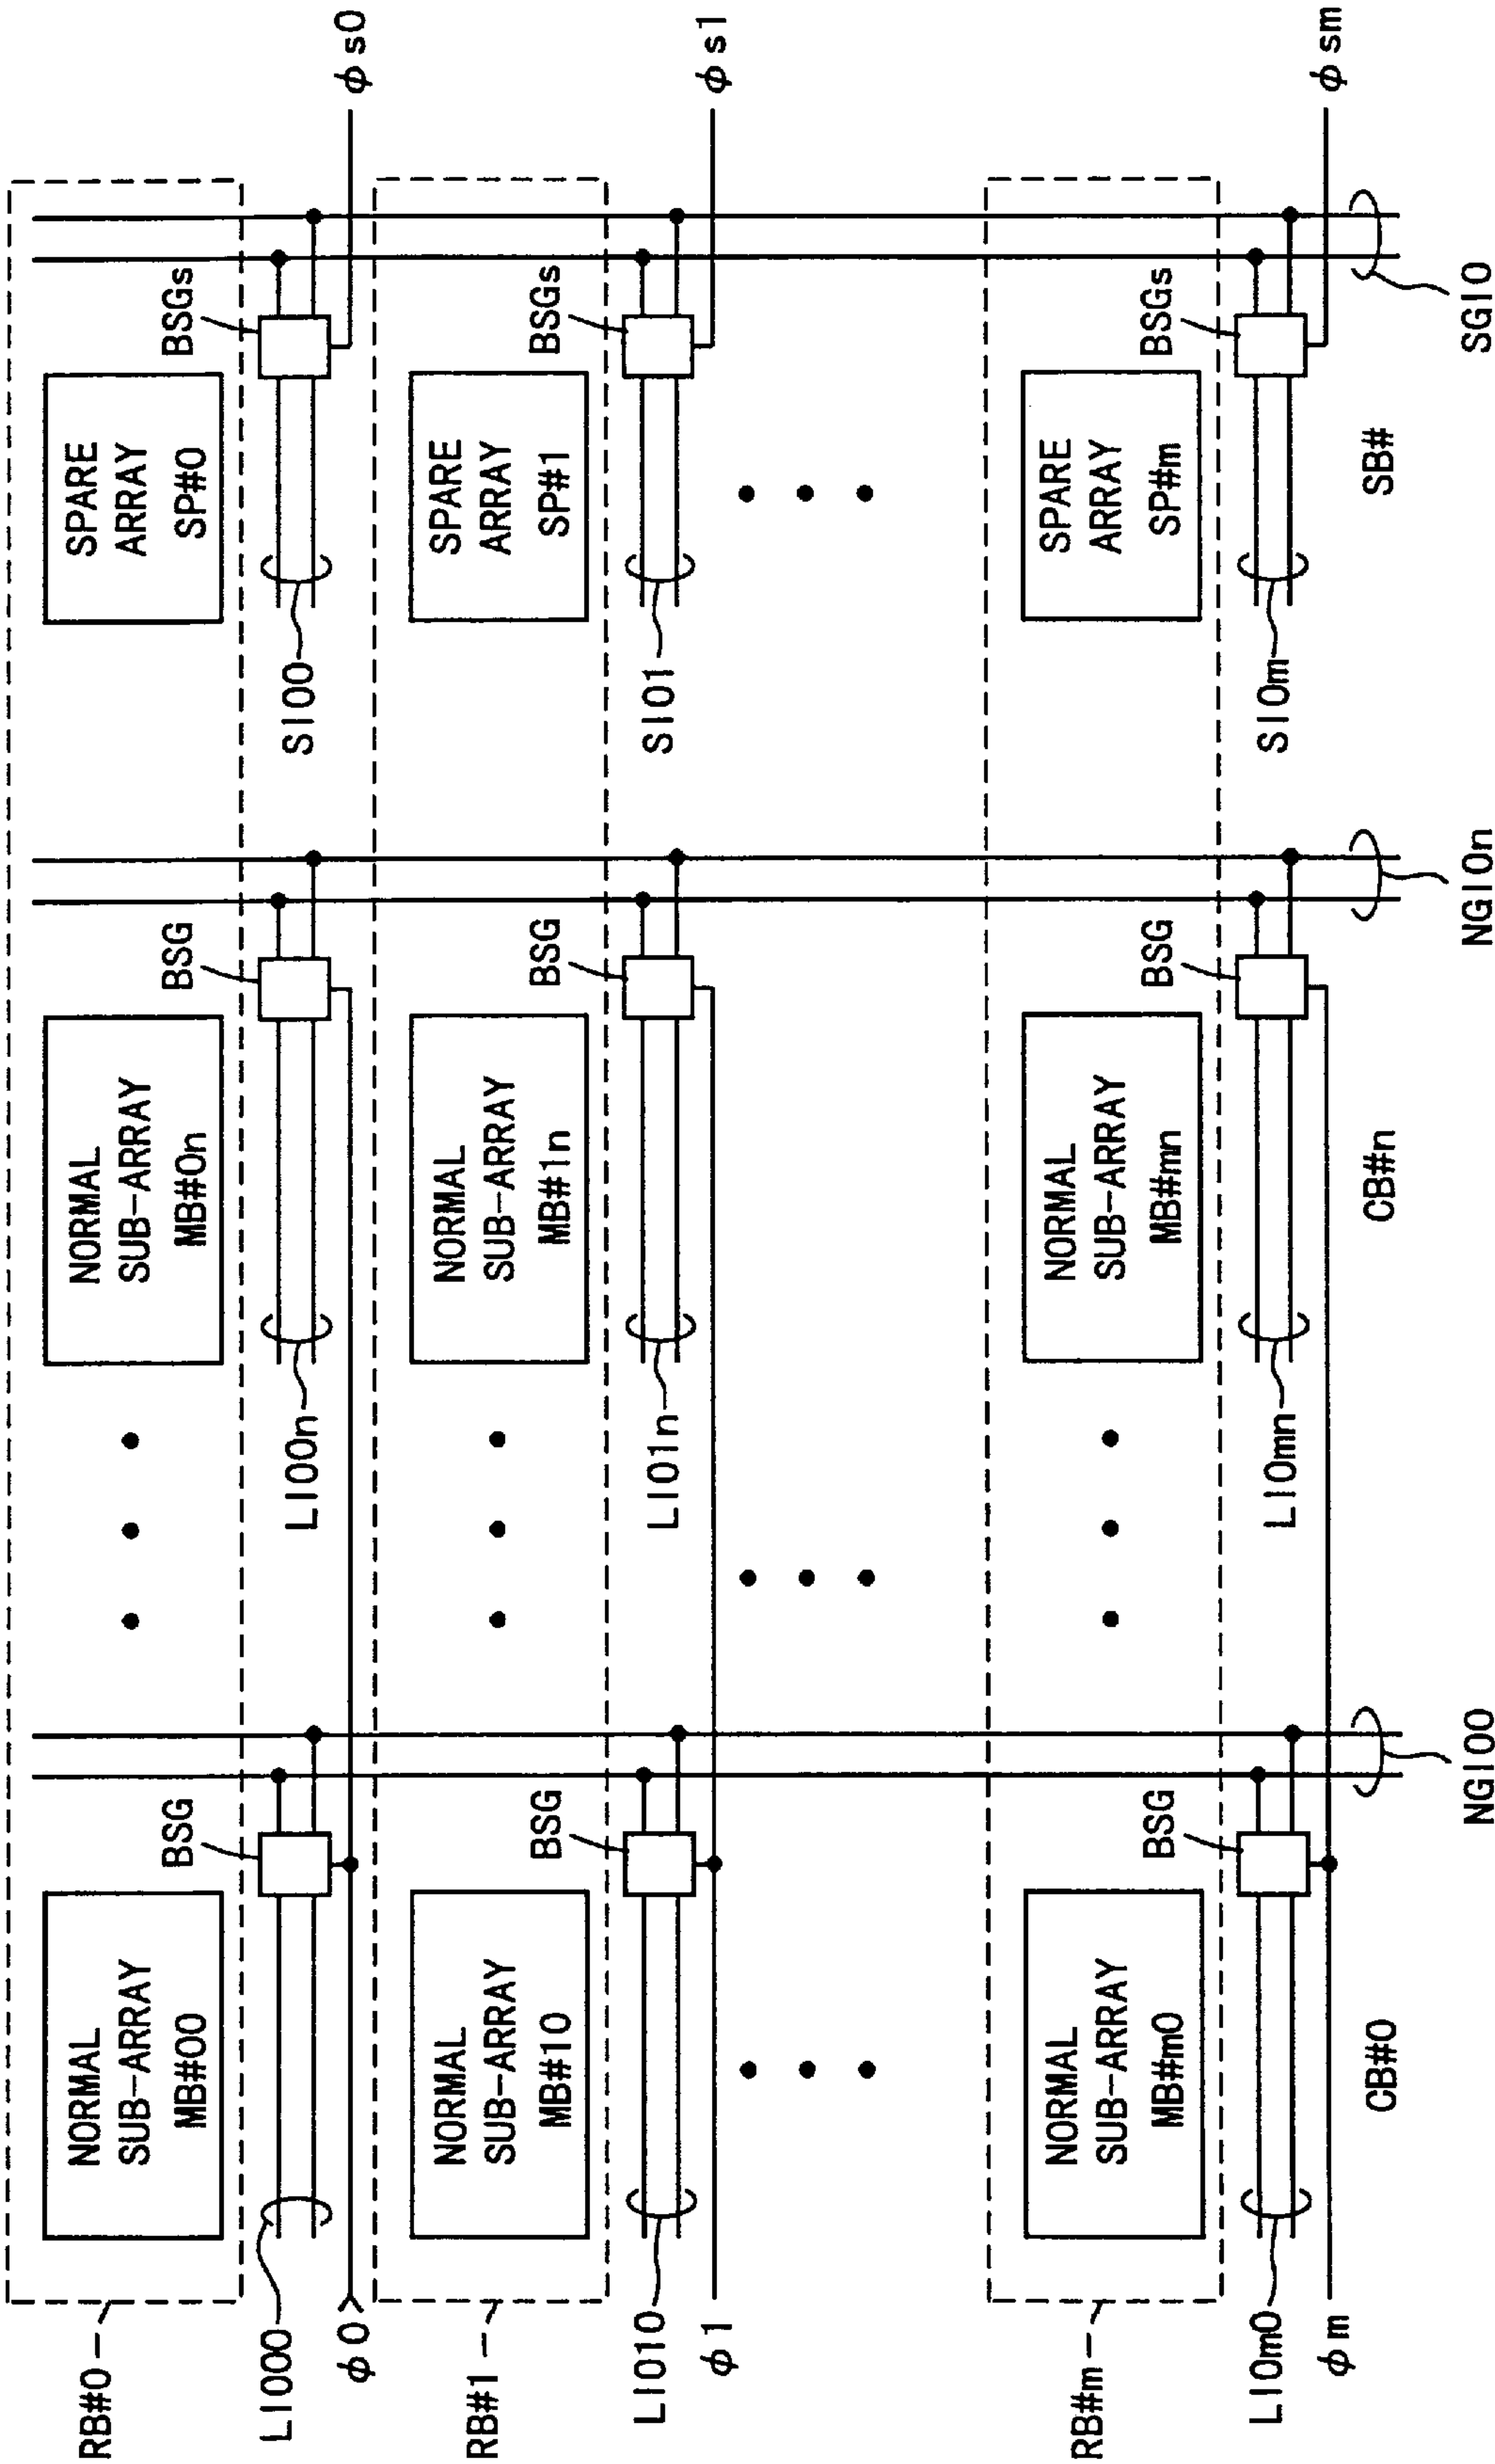 RB#0
NORMAL
SUB-ARRAY
MB#00
NORMAL
SUB-ARRAY
MB#0n
SPARE
ARRAY
SP#0
BSG
BSG
BSGs
LIO00
LIO0n
SIO0
φ0
φs0
RB#1
NORMAL
SUB-ARRAY
MB#10
NORMAL
SUB-ARRAY
MB#1n
SPARE
ARRAY
SP#1
BSG
BSG
BSGs
LIO10
LIO1n
SIO1
φ1
φs1
RB#m
NORMAL
SUB-ARRAY
MB#m0
NORMAL
SUB-ARRAY
MB#mn
SPARE
ARRAY
SP#m
BSG
BSG
BSGs
LIOm0
LIOmn
SIOm
φm
φsm
CB#0
CB#n
SB#
NGIO0
NGIOn
SGIO